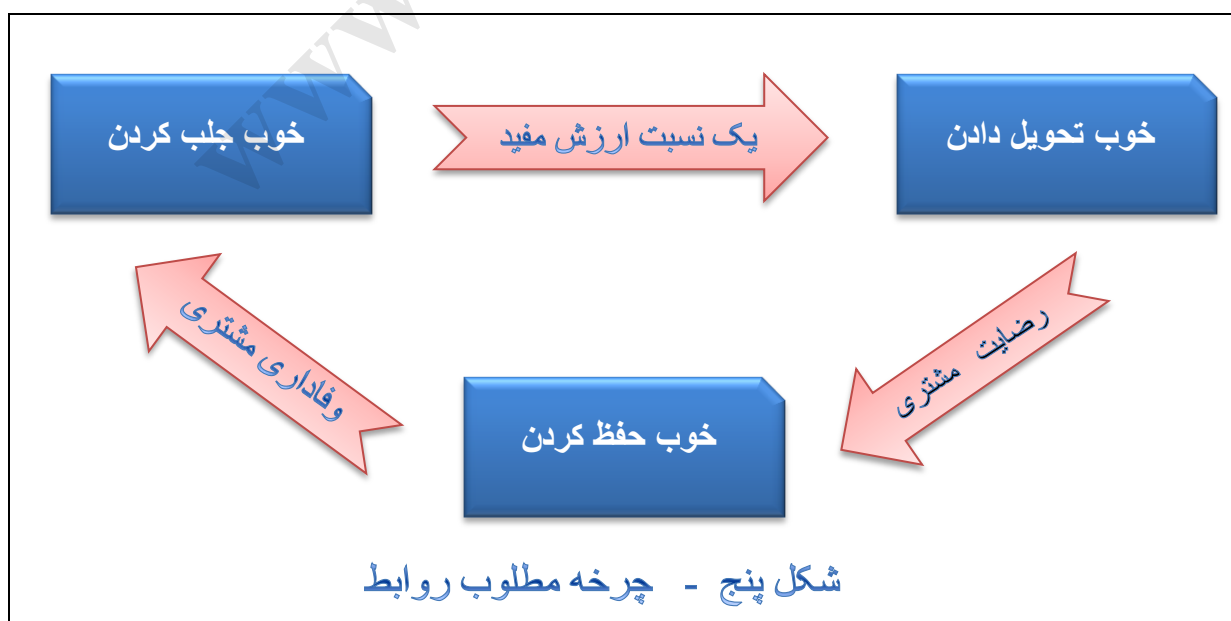 www
خوب جلب کردن
یک نسبت ارزش مفید
خوب تحویل دادن
رضایت مشتری
خوب حفظ کردن
وفاداری مشتری
شکل پنج - چرخه مطلوب روابط